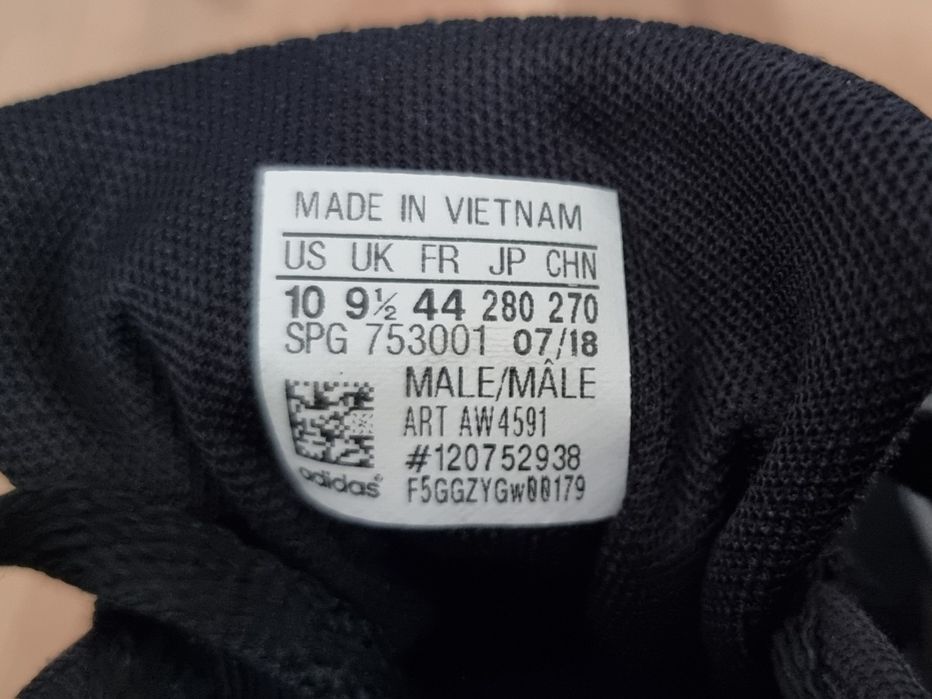 MADE IN VIETNAM
US UK FR JP CHN
10 9½ 44 280 270
SPG 753001 07/18
MALE/MÂLE
ART AW4591
#120752938
F5GGZYGw00179
adidas®